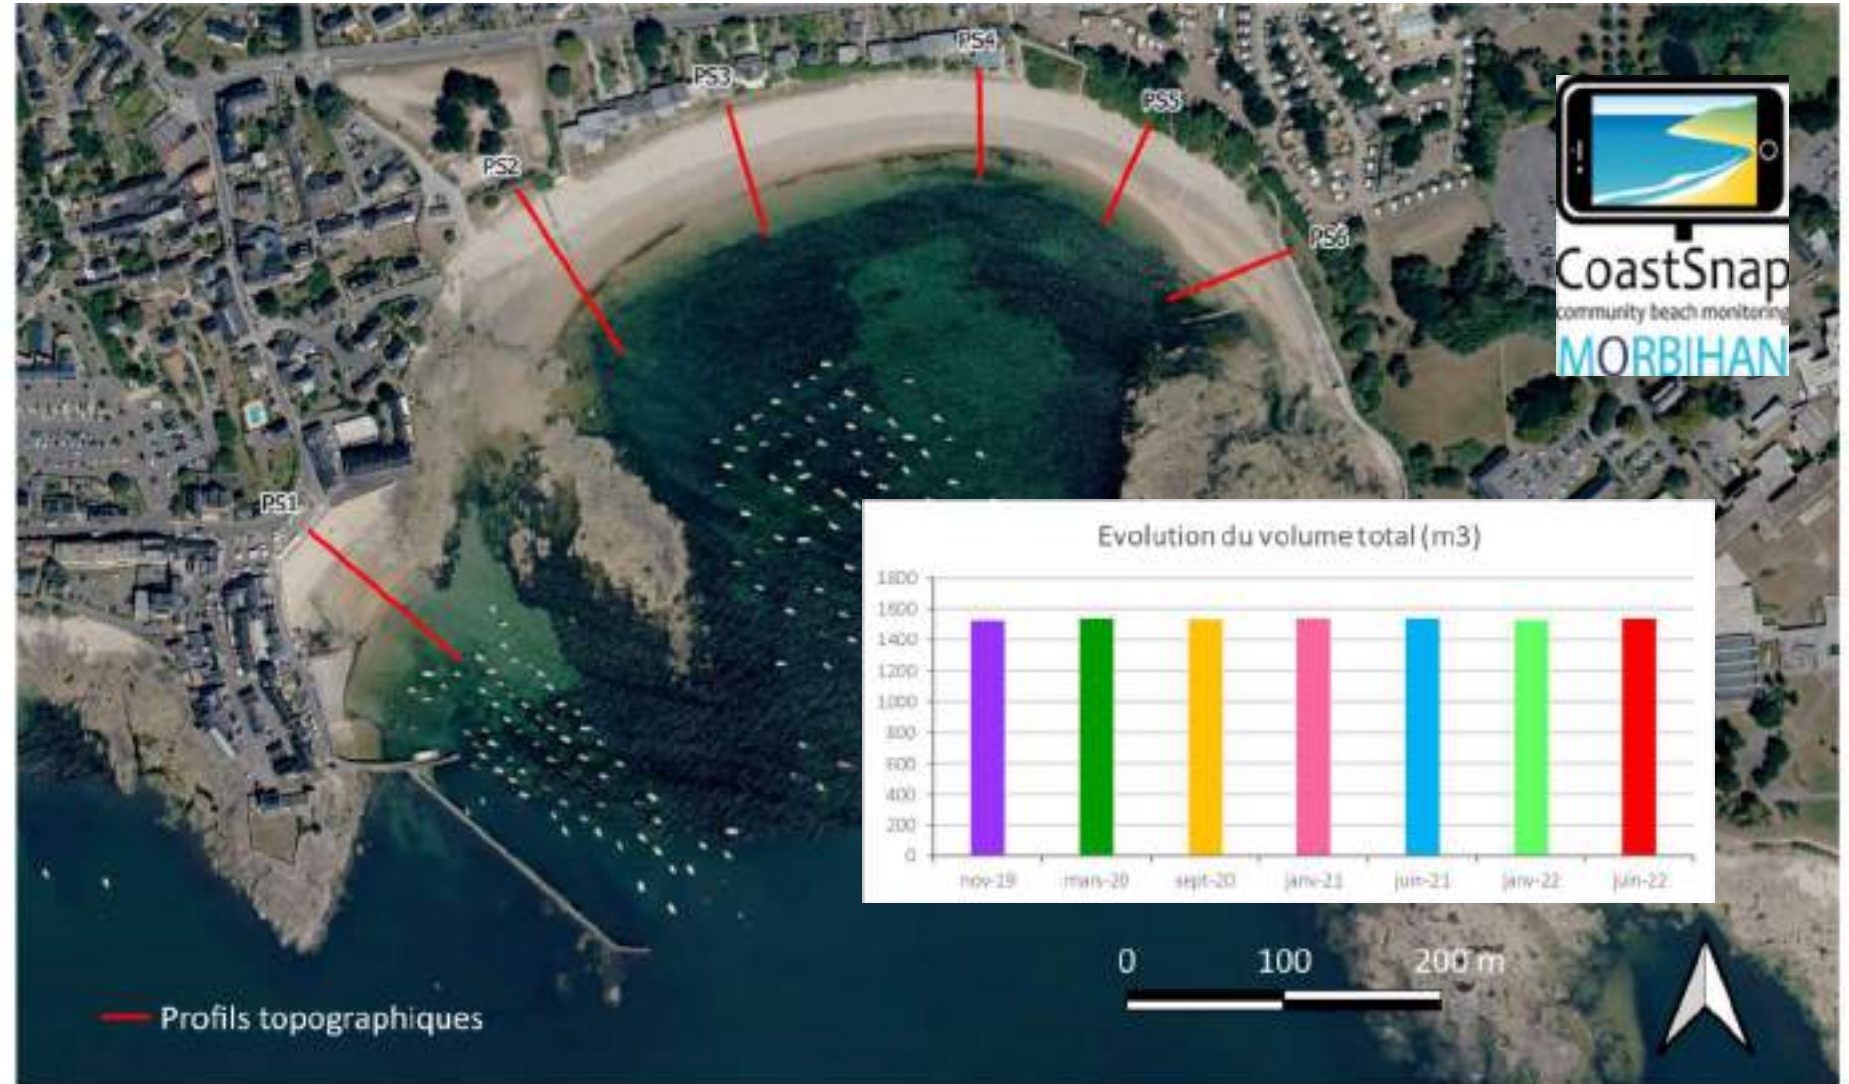 PS4
PS3
PS5
PS2
PS6
CoastSnap
community beach monitoring
MORBIHAN
PS1
Evolution du volume total (m3)
1800
1600
1400
1200
1000
800
600
400
200
0
nov-19 mars-20 sept-20 janv-21 juin-21 janv-22 juin-22
0 100 200 m
Profils topographiques